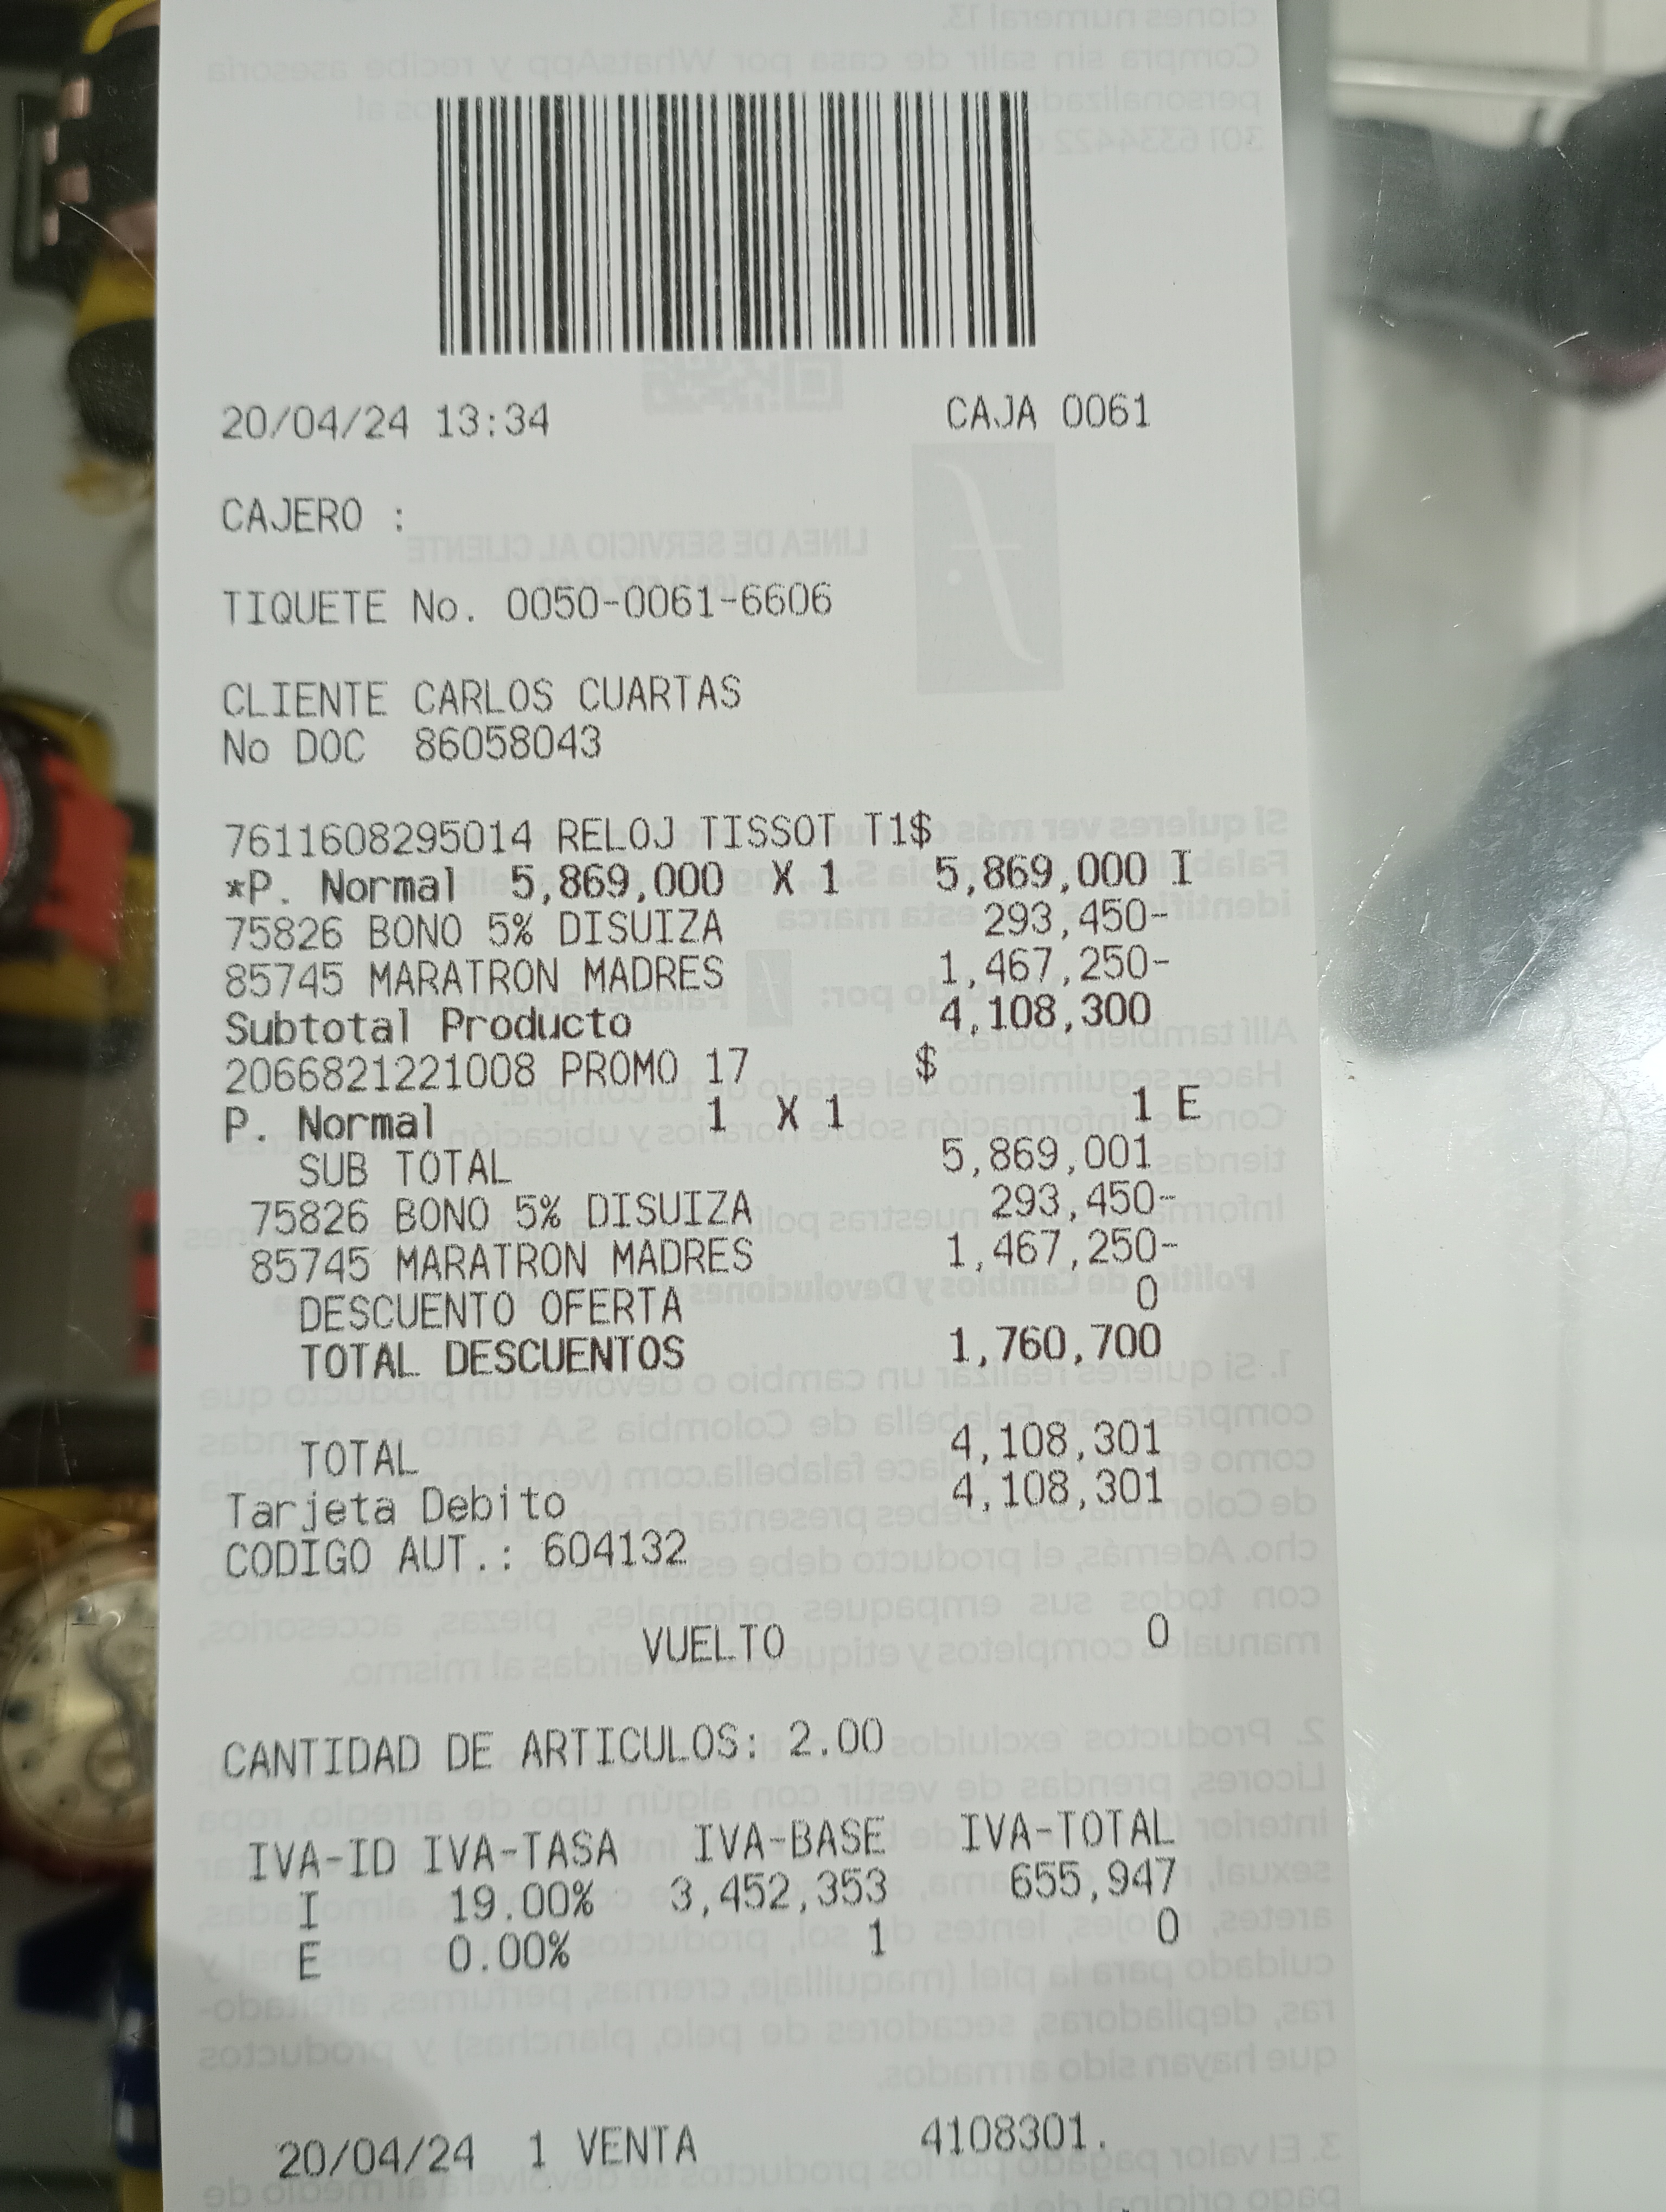 20/04/24 13:34 CAJA 0061
CAJERO :
TIQUETE No. 0050-0061-6606
CLIENTE CARLOS CUARTAS
No DOC 86058043
7611608295014 RELOJ TISSOT T1$
*P. Normal 5,869,000 X 1 5,869,000 I
75826 BONO 5% DISUIZA 293,450-
85745 MARATRON MADRES 1,467,250-
Subtotal Producto 4,108,300
2066821221008 PROMO 17 $
P. Normal 1 X 1 1 E
SUB TOTAL 5,869,001
75826 BONO 5% DISUIZA 293,450-
85745 MARATRON MADRES 1,467,250-
DESCUENTO OFERTA 0
TOTAL DESCUENTOS 1,760,700
TOTAL 4,108,301
Tarjeta Debito 4,108,301
CODIGO AUT.: 604132
VUELTO 0
CANTIDAD DE ARTICULOS: 2.00
IVA-ID IVA-TASA IVA-BASE IVA-TOTAL
I 19.00% 3,452,353 655,947
E 0.00% 1 0
20/04/24 1 VENTA 4108301.